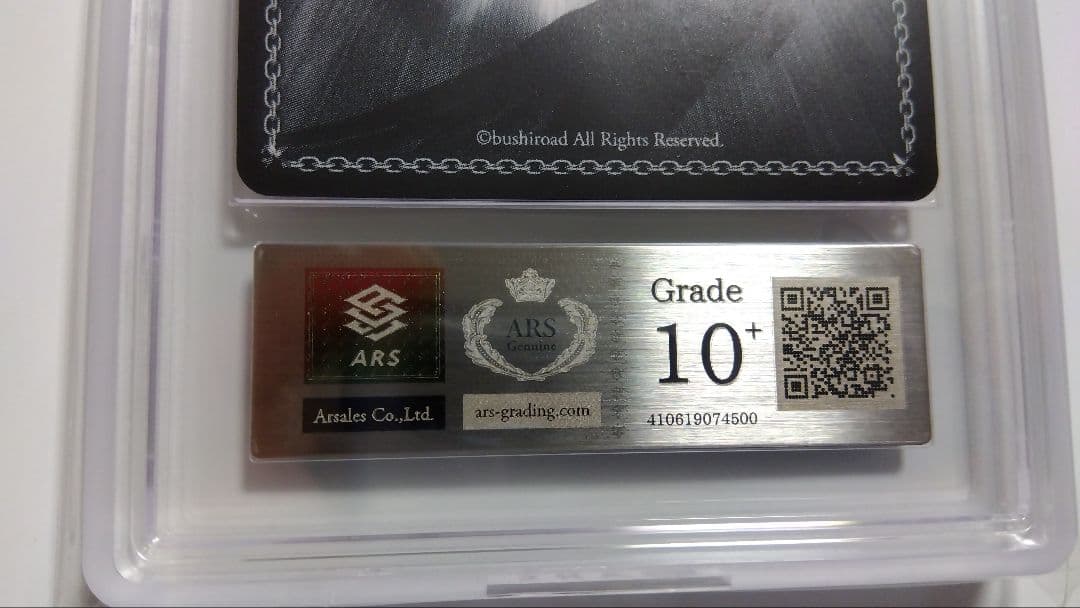 ©bushiroad All Rights Reserved.
ARS
Arsales Co.,Ltd.
ARS
Genuine
ars-grading.com
Grade
10+
410619074500